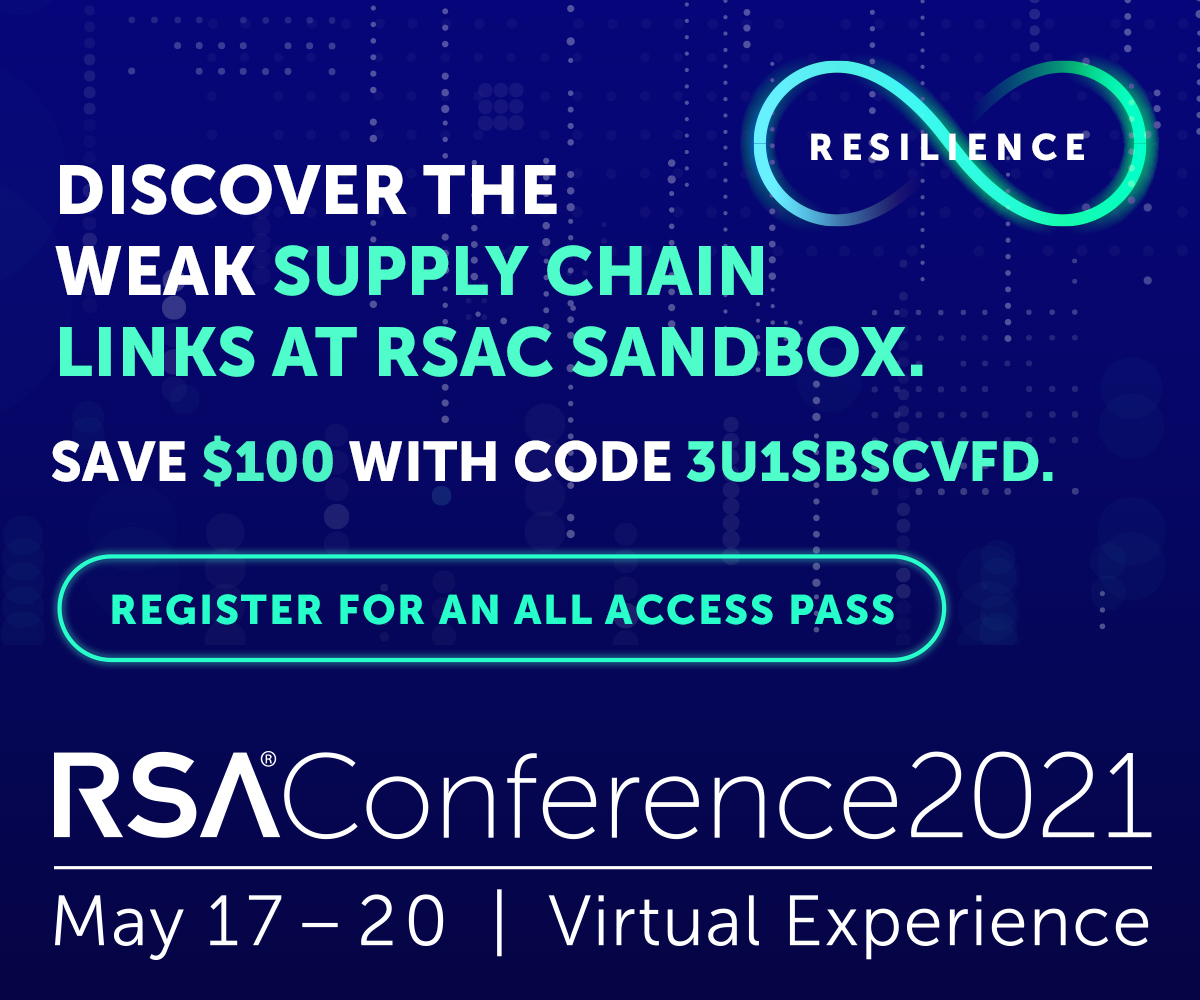 RESILIENCE
DISCOVER THE
WEAK SUPPLY CHAIN
LINKS AT RSAC SANDBOX.
SAVE $100 WITH CODE 3U1SBSCVFD.
REGISTER FOR AN ALL ACCESS PASS
RSA®Conference2021
May 17 – 20 | Virtual Experience